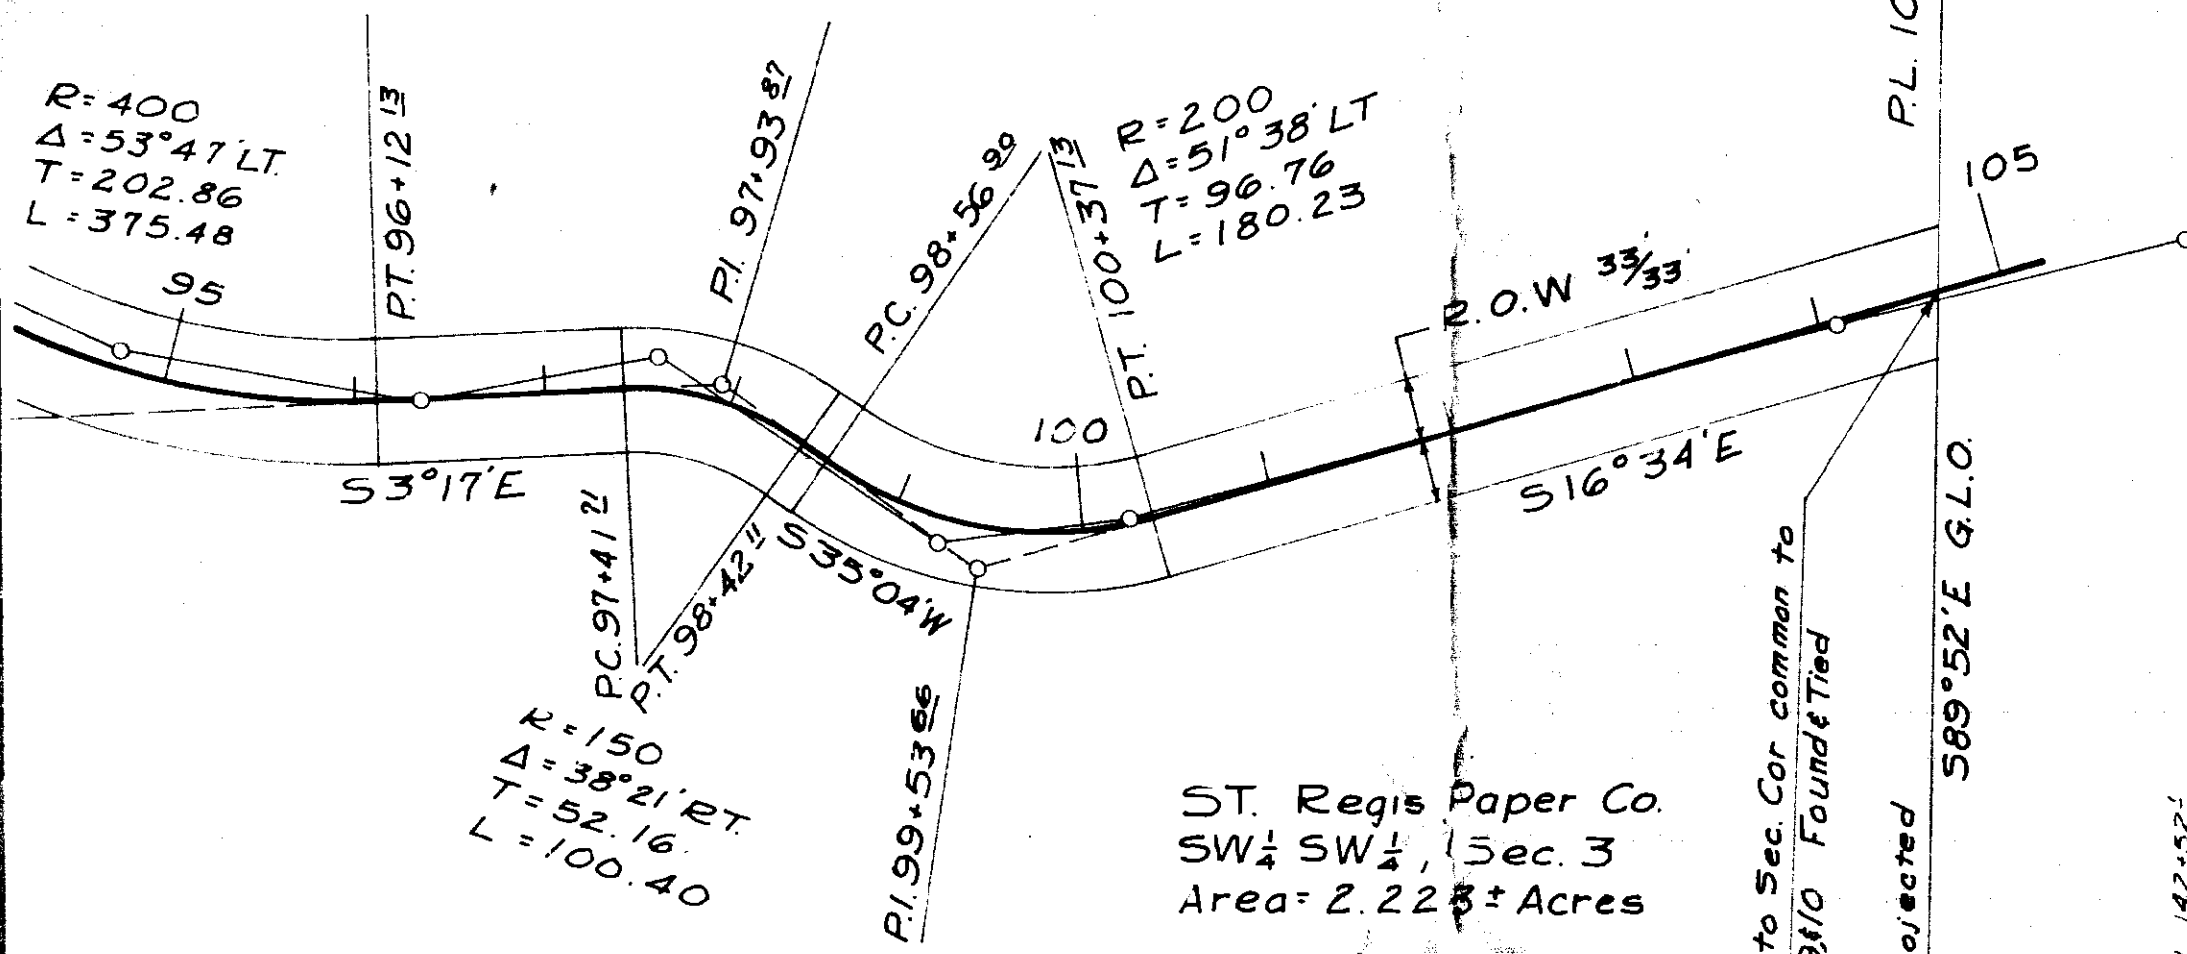 R=400
Δ=53°47' LT.
T=202.86
L=375.48
95
P.T. 96+12 13
P.I. 97+93 87
P.C. 98+56 90
R=200
Δ=51°38' LT
T=96.76
L=180.23
P.T. 100+37 13
R.O.W 33/33'
P.L. 10
105
100
S3°17'E
P.C. 97+41 71
P.T. 98+42 11
S35°04'W
S16°34'E
R=150
Δ=38°21' RT.
T=52.16
L=100.40
P.I. 99+53 66
ST. Regis Paper Co.
SW¼ SW¼, Sec. 3
Area= 2.223± Acres
to Sec. Cor common to
&10 Found & Tied
ojected
S89°52'E G.L.O.
142+52